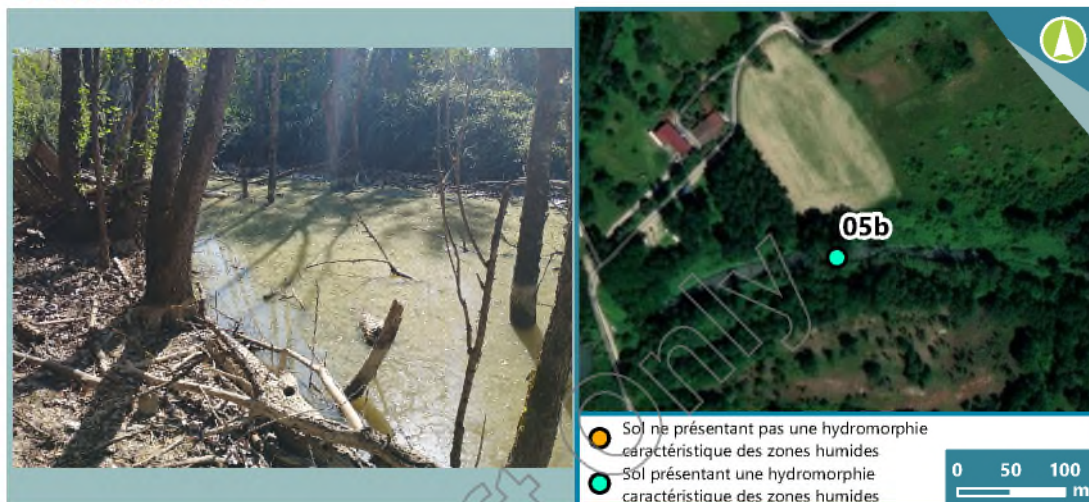 05b
Sol ne présentant pas une hydromorphie
caractéristique des zones humides
Sol présentant une hydromorphie
caractéristique des zones humides
0 50 100
m